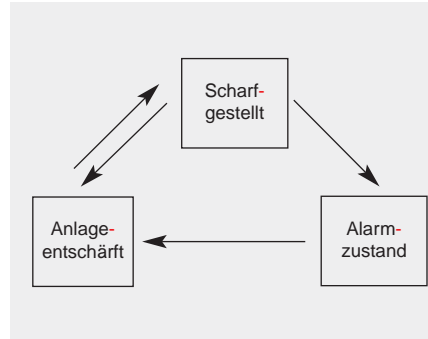 Scharf-
gestellt
Anlage-
entschärft
Alarm-
zustand